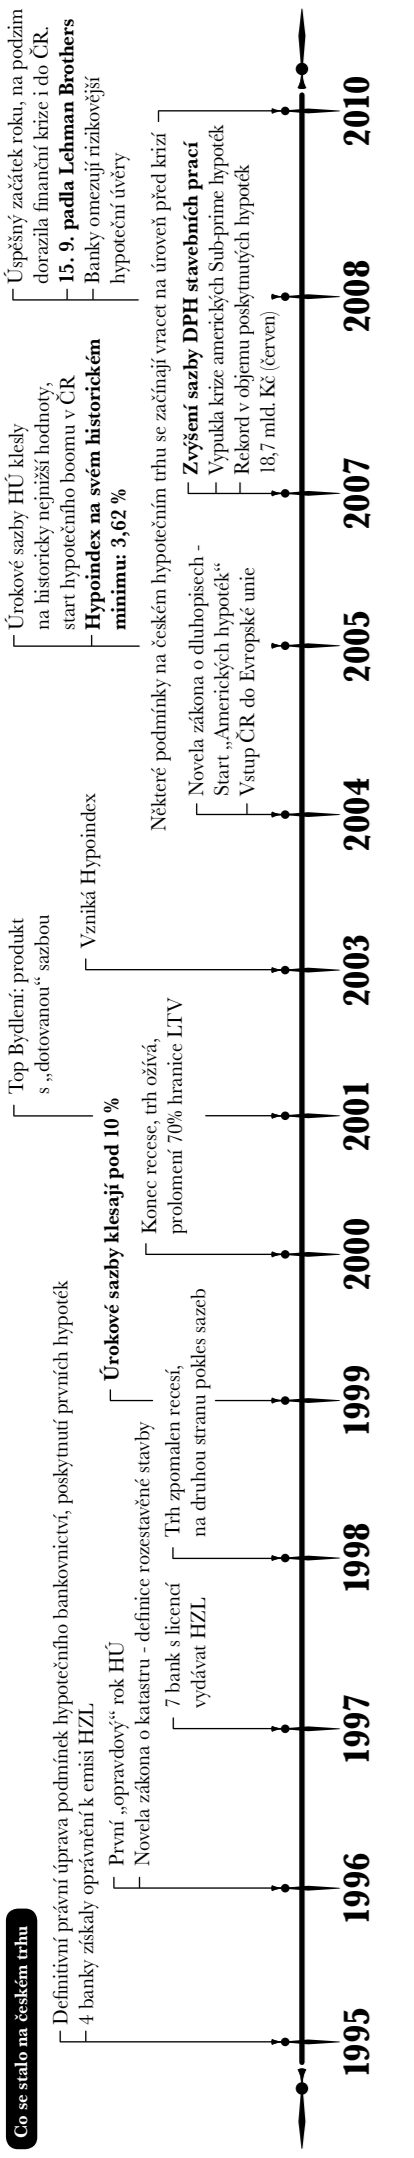 Co se stalo na českém trhu
Definitivní právní úprava podmínek hypotečního bankovnictví, poskytnutí prvních hypoték
4 banky získaly oprávnění k emisi HZL
1995
První „opravdový“ rok HÚ
Novela zákona o katastru - definice rozestavěné stavby
1996
7 bank s licencí
vydávat HZL
1997
Trh zpomalen recesí,
na druhou stranu pokles sazeb
1998
Úrokové sazby klesají pod 10 %
1999
Konec recese, trh ožívá,
prolomení 70% hranice LTV
2000
Top Bydlení: produkt
s „dotovanou“ sazbou
2001
Vzniká Hypoindex
2003
Novela zákona o dluhopisech -
Start „Amerických hypoték“
Vstup ČR do Evropské unie
2004
Úrokové sazby HÚ klesly
na historicky nejnižší hodnoty,
start hypotečního boomu v ČR
Hypoindex na svém historickém
minimu: 3,62 %
2005
Zvýšení sazby DPH stavebních prací
Vypukla krize amerických Sub-prime hypoték
Rekord v objemu poskytnutých hypoték
18,7 mld. Kč (červen)
2007
Úspěšný začátek roku, na podzim
dorazila finanční krize i do ČR.
15. 9. padla Lehman Brothers
Banky omezují rizikovější
hypoteční úvěry
2008
Některé podmínky na českém hypotečním trhu se začínají vracet na úroveň před krizí
2010